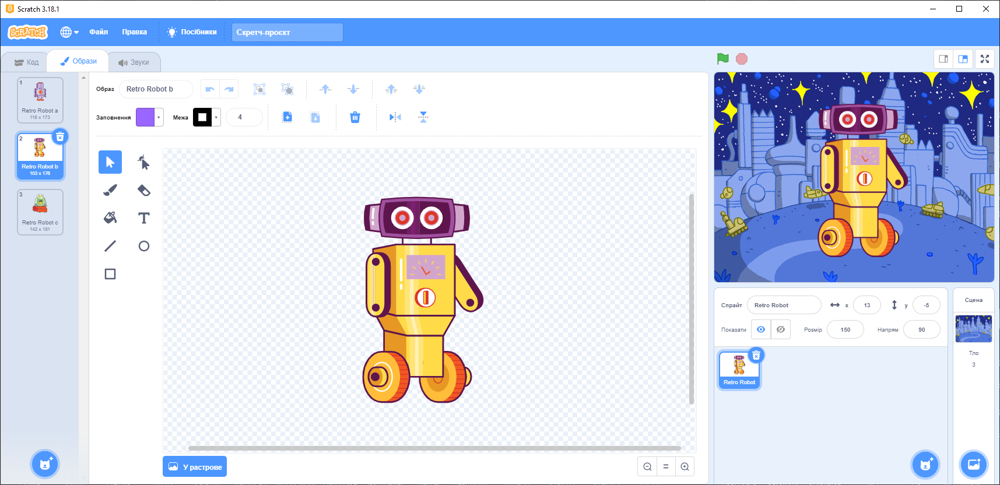 Scratch 3.18.1
SCRATCH
Файл
Правка
Посібники
Скретч-проєкт
Код
Образи
Звуки
1
Retro Robot a
116 x 173
2
Retro Robot b
103 x 176
3
Retro Robot c
142 x 181
Образ
Retro Robot b
Заповнення
Межа
4
T
У растрове
Спрайт
Retro Robot
x
13
y
-5
Показати
Розмір
150
Напрям
90
Retro Robot
Сцена
Тло
3